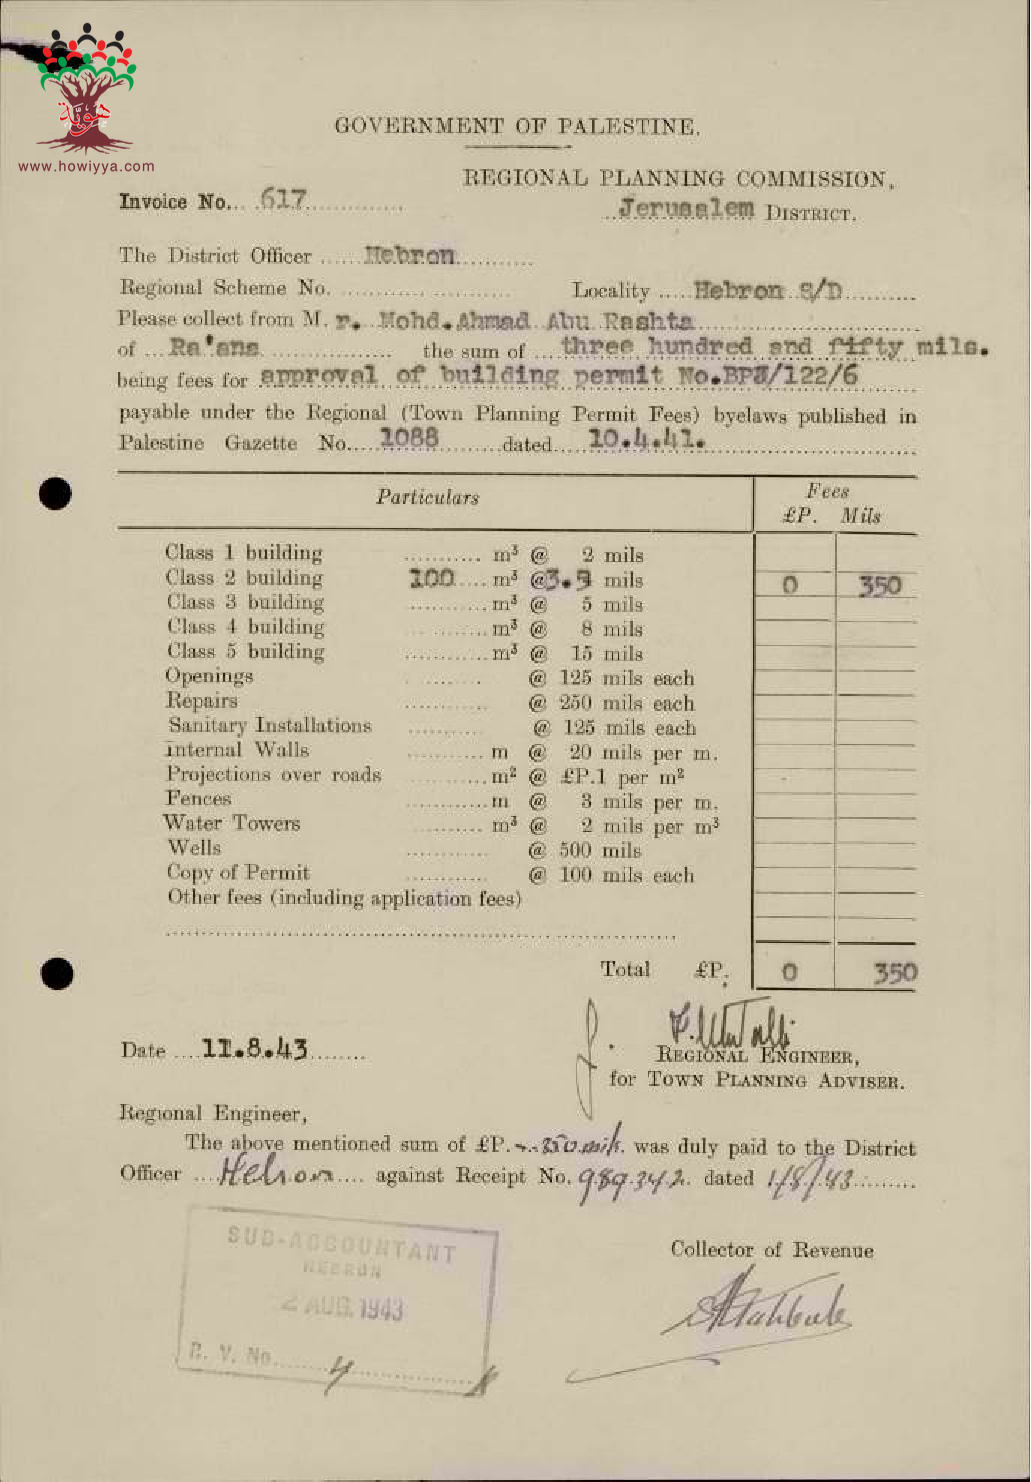 هوية
www.howiyya.com
GOVERNMENT OF PALESTINE.
REGIONAL PLANNING COMMISSION,
Invoice No. 617
Jerusalem DISTRICT.
The District Officer Hebron
Regional Scheme No. Locality Hebron S/D
Please collect from M. r. Mohd. Ahmad Abu Rashta
of Ra'ana the sum of three hundred and fifty mils.
being fees for approval of building permit No.BPJ/122/6
payable under the Regional (Town Planning Permit Fees) byelaws published in
Palestine Gazette No. 1088 dated 10.4.41.
Particulars Fees
£P. Mils
Class 1 building m³ @ 2 mils
Class 2 building 100 m³ @ 3.5 mils 0 350
Class 3 building m³ @ 5 mils
Class 4 building m³ @ 8 mils
Class 5 building m³ @ 15 mils
Openings @ 125 mils each
Repairs @ 250 mils each
Sanitary Installations @ 125 mils each
Internal Walls m @ 20 mils per m.
Projections over roads m² @ £P.1 per m²
Fences m @ 3 mils per m.
Water Towers m³ @ 2 mils per m³
Wells @ 500 mils
Copy of Permit @ 100 mils each
Other fees (including application fees)
Total £P. 0 350
Date 11.8.43
REGIONAL ENGINEER,
for TOWN PLANNING ADVISER.
Regional Engineer,
The above mentioned sum of £P. -.350 mils. was duly paid to the District
Officer Hebron against Receipt No. 989342 dated 1/8/43
Collector of Revenue
SUB-ACCOUNTANT
HEBRON
2 AUG. 1943
R. V. No. 4